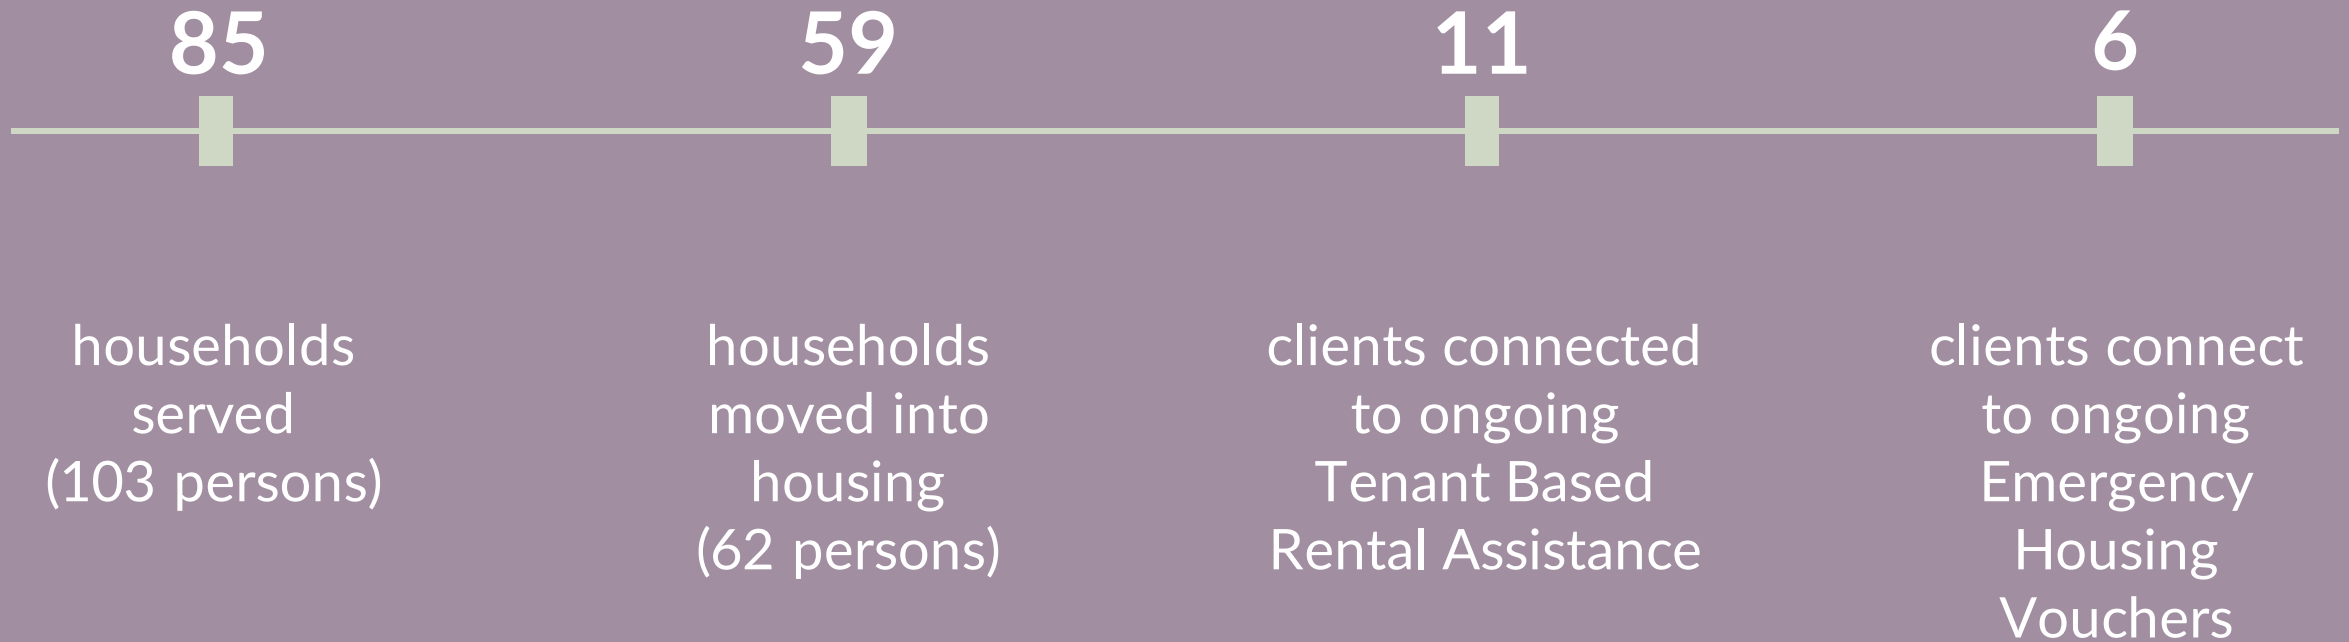 85
households
served
(103 persons)
59
households
moved into
housing
(62 persons)
11
clients connected
to ongoing
Tenant Based
Rental Assistance
6
clients connect
to ongoing
Emergency
Housing
Vouchers